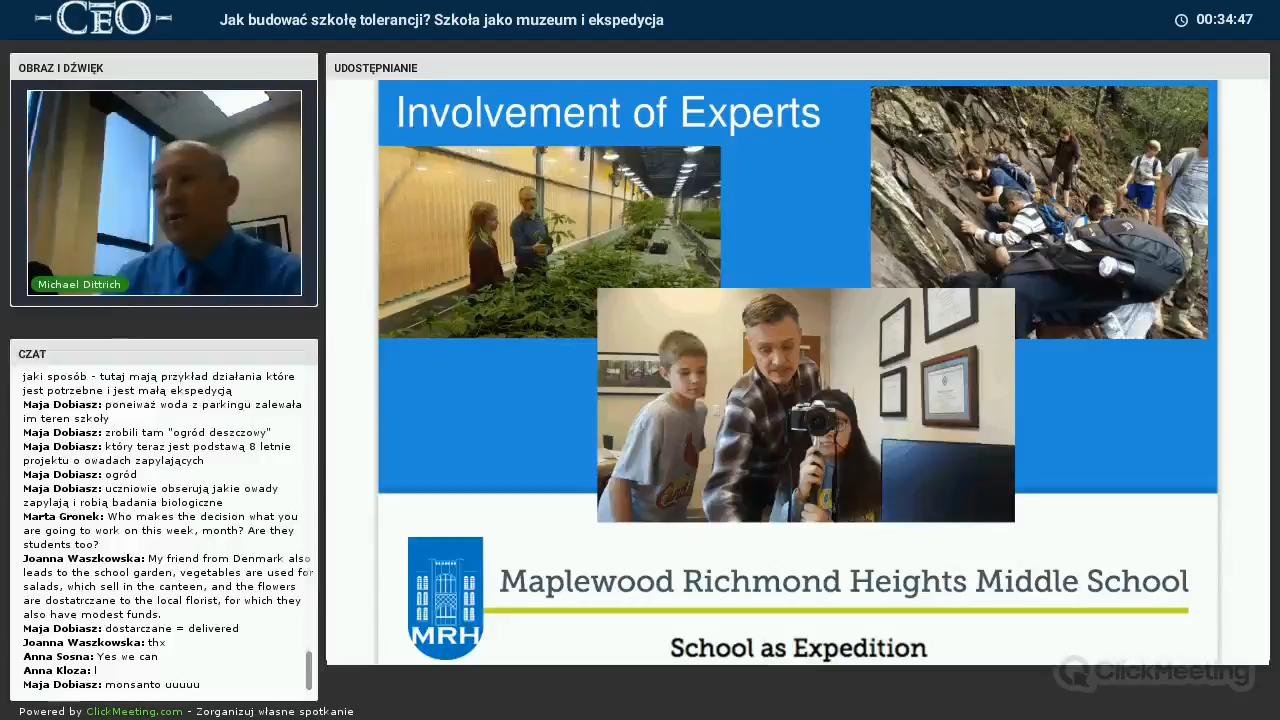 CEO
Jak budować szkołę tolerancji? Szkoła jako muzeum i ekspedycja
00:34:47
OBRAZ I DŹWIĘK
Michael Dittrich
CZAT
jaki sposób - tutaj mają przykład działania które
jest potrzebne i jest małą ekspedycją
Maja Dobiasz: poneiważ woda z parkingu zalewała
im teren szkoły
Maja Dobiasz: zrobili tam "ogród deszczowy"
Maja Dobiasz: który teraz jest podstawą 8 letnie
projektu o owadach zapylających
Maja Dobiasz: ogród
Maja Dobiasz: uczniowie obserują jakie owady
zapylają i robią badania biologiczne
Marta Gronek: Who makes the decision what you
are going to work on this week, month? Are they
students too?
Joanna Waszkowska: My friend from Denmark also
leads to the school garden, vegetables are used for
salads, which sell in the canteen, and the flowers
are dostatrczane to the local florist, for which they
also have modest funds.
Maja Dobiasz: dostarczane = delivered
Joanna Waszkowska: thx
Anna Sosna: Yes we can
Anna Kloza: I
Maja Dobiasz: monsanto uuuuu
UDOSTĘPNIANIE
Involvement of Experts
MRH
Maplewood Richmond Heights Middle School
School as Expedition
ClickMeeting
Powered by ClickMeeting.com - Zorganizuj własne spotkanie